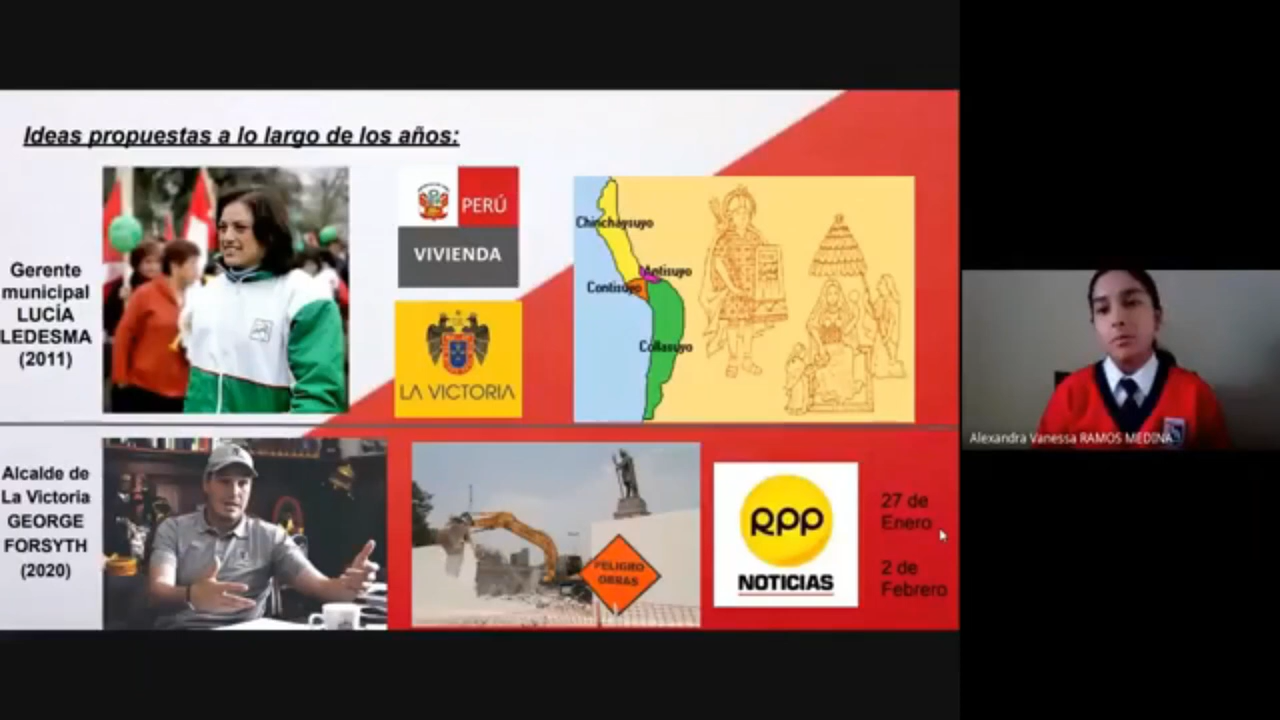 Ideas propuestas a lo largo de los años:
Gerente
municipal
LUCÍA
LEDESMA
(2011)
PERÚ
VIVIENDA
LA VICTORIA
Chinchaysuyo
Antisuyo
Contisuyo
Collasuyo
Alcalde de
La Victoria
GEORGE
FORSYTH
(2020)
PELIGRO
OBRAS
RPP
NOTICIAS
27 de
Enero
2 de
Febrero
Alexandra Vanessa RAMOS MEDINA